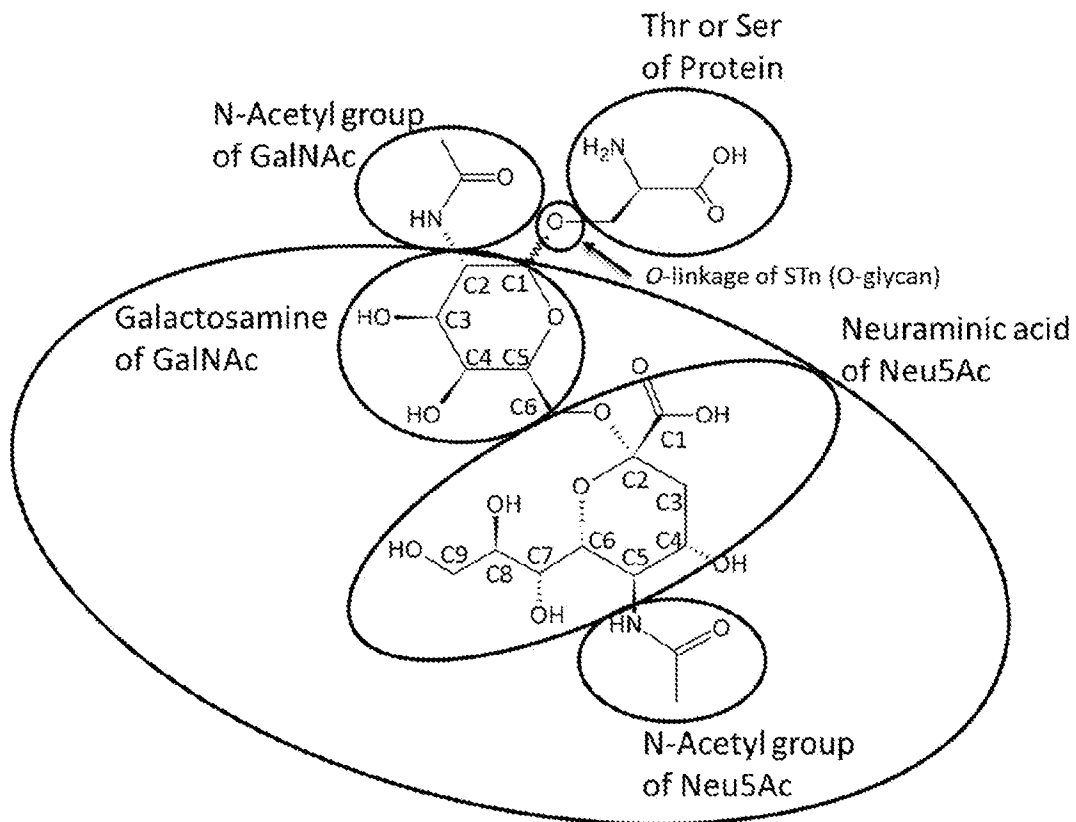 Thr or Ser
of Protein
N-Acetyl group
of GalNAc
H₂N
OH
O
O
HN
O
O-linkage of STn (O-glycan)
C2 C1
Galactosamine
of GalNAc
HO
C3
O
Neuraminic acid
of Neu5Ac
C4 C5
O
HO
C6
O
OH
C1
C2
O
C3
OH
HO
C9
C8
C7
C6
C5
C4
OH
OH
HN
O
N-Acetyl group
of Neu5Ac